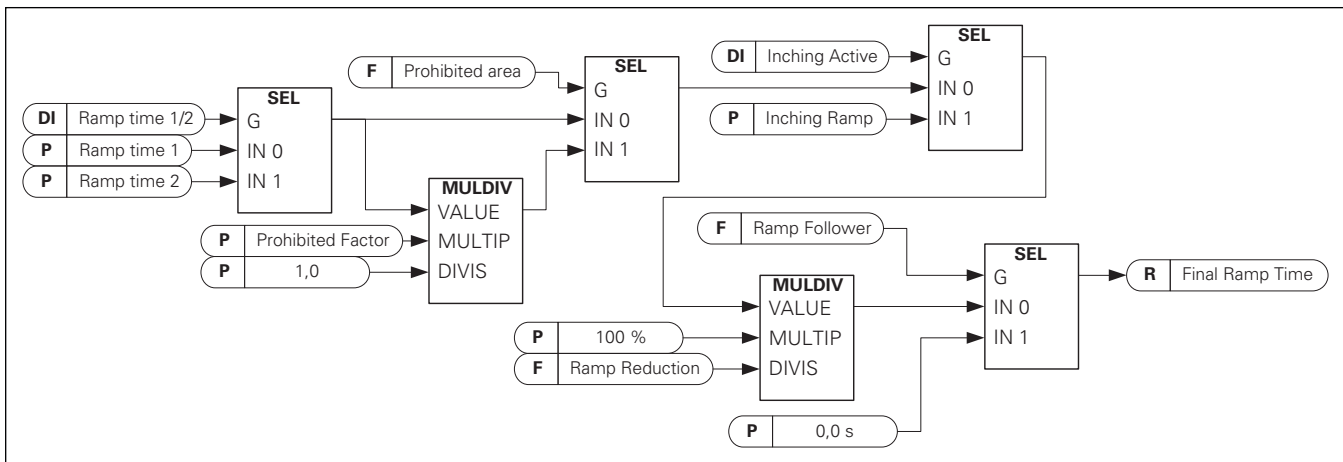 SEL
DI Inching Active
G
SEL
F Prohibited area
G
IN 0
SEL
IN 0
P Inching Ramp
IN 1
DI Ramp time 1/2
G
IN 1
P Ramp time 1
IN 0
P Ramp time 2
IN 1
MULDIV
VALUE
P Prohibited Factor
MULTIP
F Ramp Follower
P 1,0
DIVIS
SEL
G
R Final Ramp Time
MULDIV
VALUE
IN 0
P 100 %
MULTIP
IN 1
F Ramp Reduction
DIVIS
P 0,0 s